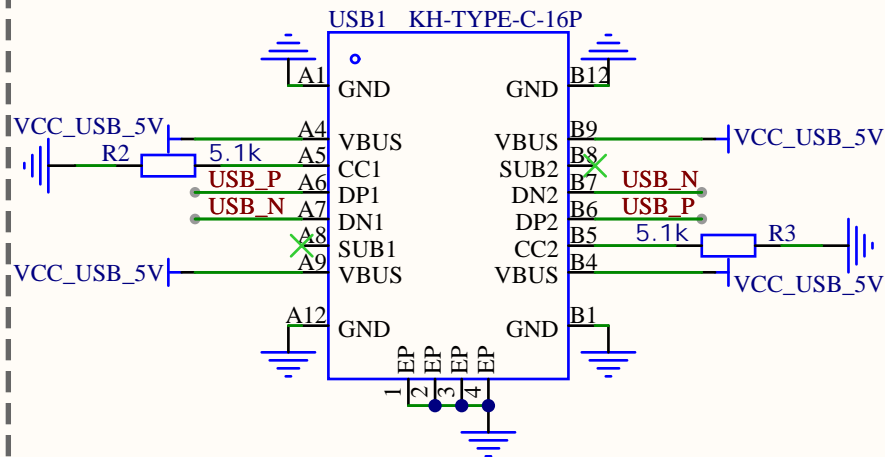 USB1 KH-TYPE-C-16P
A1 GND GND B12
VCC_USB_5V A4 VBUS VBUS B9 VCC_USB_5V
R2 5.1k A5 CC1 SUB2 B8
USB_P A6 DP1 DN2 B7 USB_N
USB_N A7 DN1 DP2 B6 USB_P
A8 SUB1 CC2 B5 5.1k R3
VCC_USB_5V A9 VBUS VBUS B4 VCC_USB_5V
A12 GND GND B1
EP EP EP EP
1 2 3 4